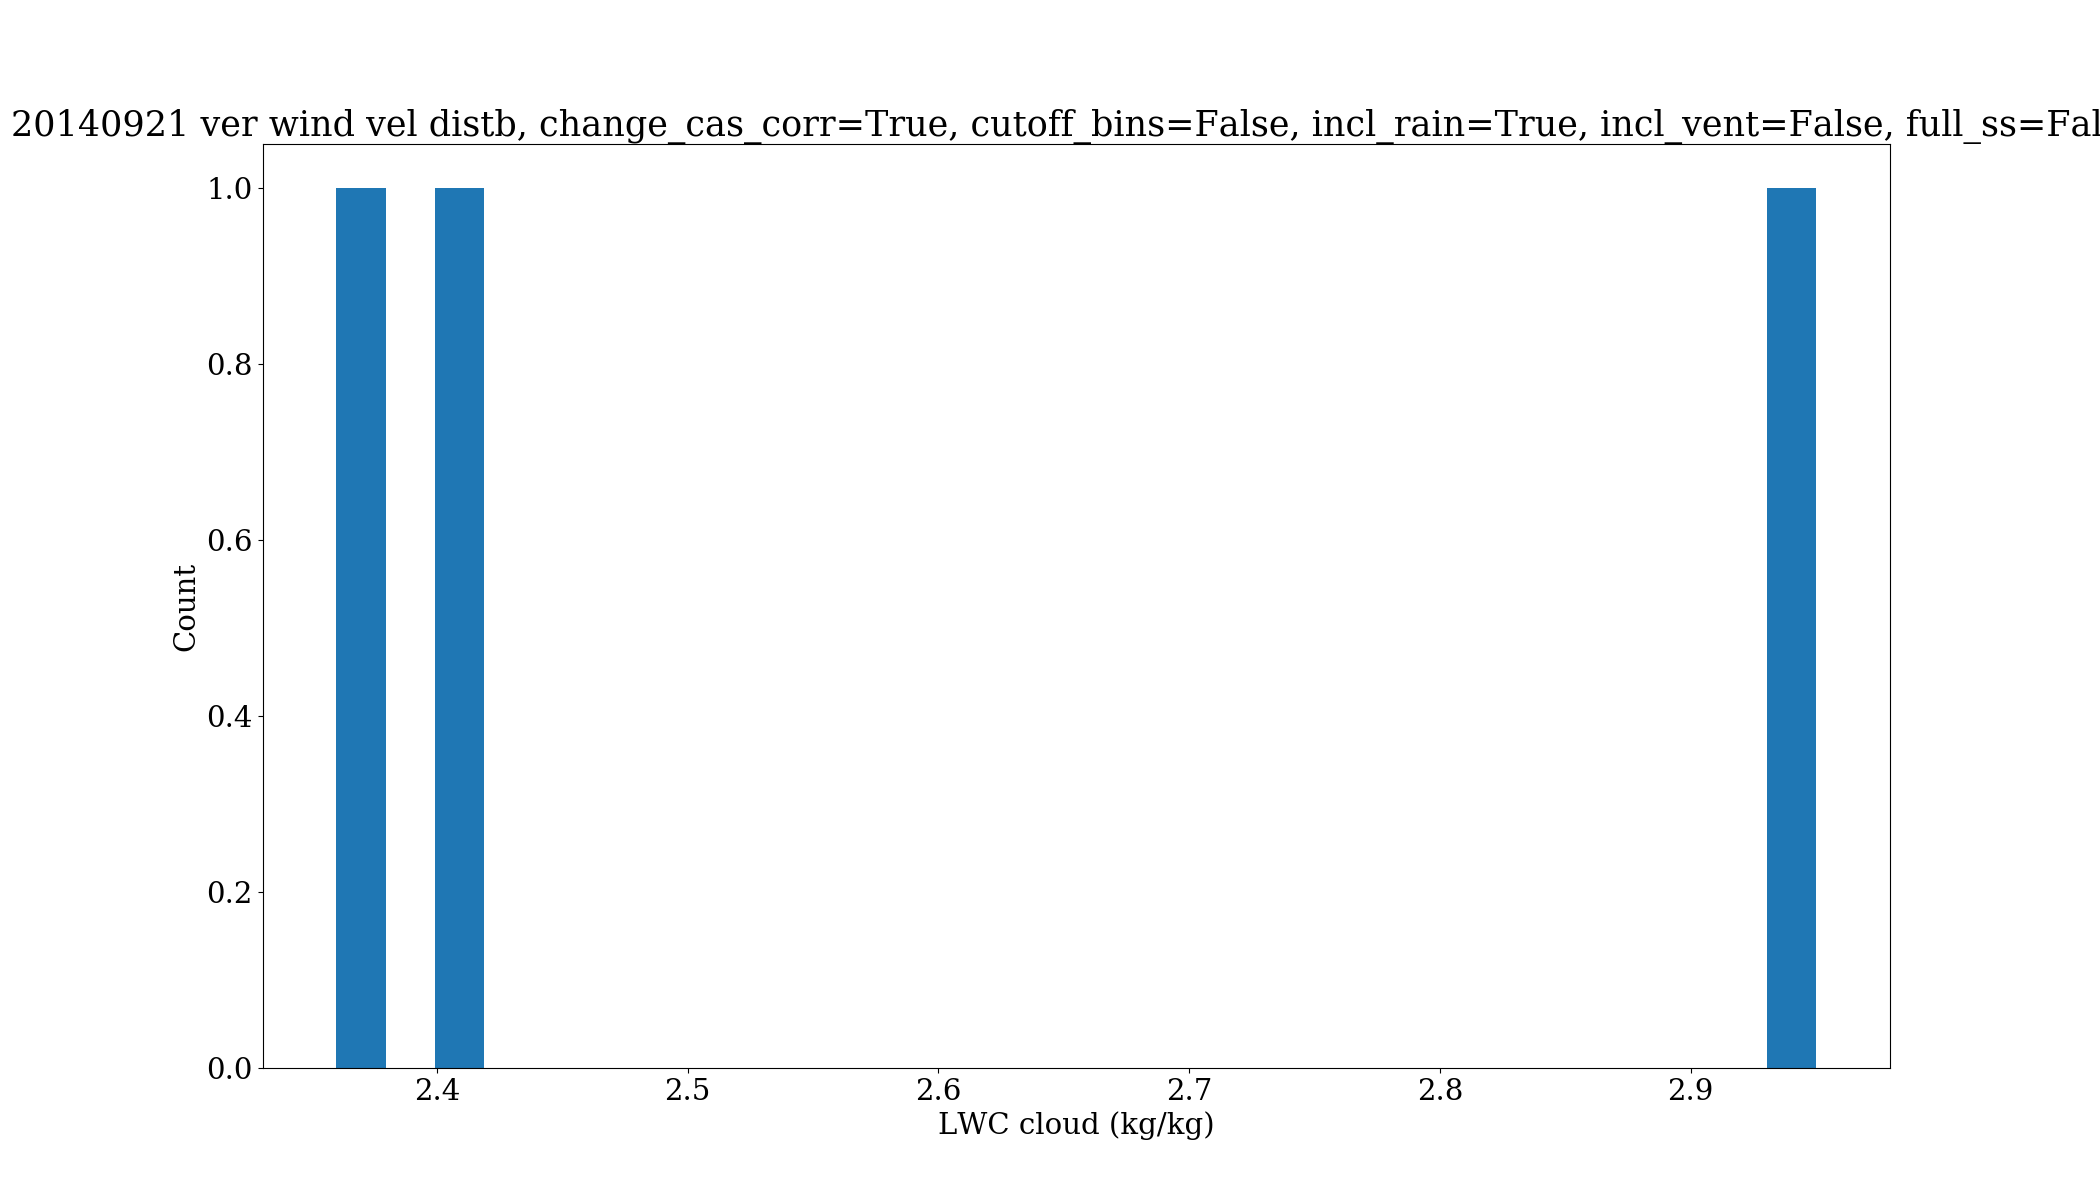 20140921 ver wind vel distb, change_cas_corr=True, cutoff_bins=False, incl_rain=True, incl_vent=False, full_ss=Fal
1.0
0.8
0.6
0.4
0.2
0.0
Count
2.4 2.5 2.6 2.7 2.8 2.9
LWC cloud (kg/kg)